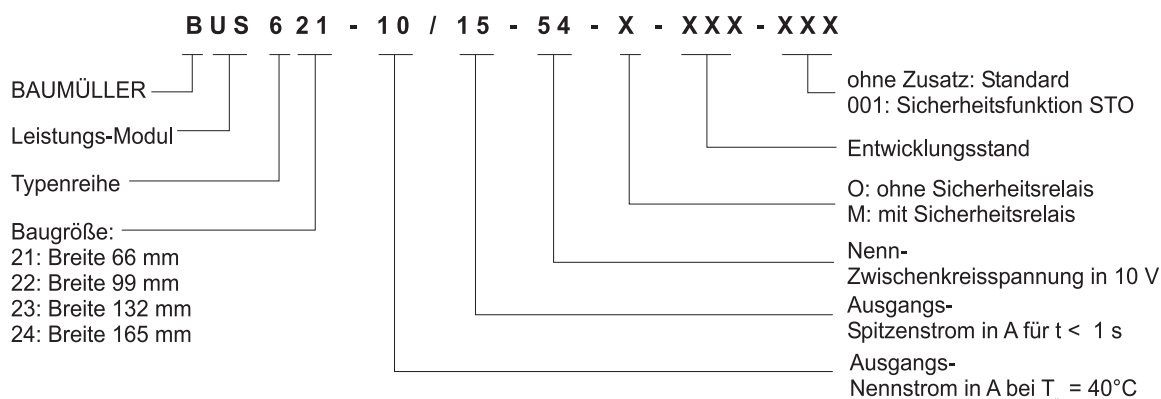 B U S 6 2 1 - 1 0 / 1 5 - 5 4 - X - X X X - X X X
BAUMÜLLER
Leistungs-Modul
Typenreihe
Baugröße:
21: Breite 66 mm
22: Breite 99 mm
23: Breite 132 mm
24: Breite 165 mm
ohne Zusatz: Standard
001: Sicherheitsfunktion STO
Entwicklungsstand
O: ohne Sicherheitsrelais
M: mit Sicherheitsrelais
Nenn-
Zwischenkreisspannung in 10 V
Ausgangs-
Spitzenstrom in A für t < 1 s
Ausgangs-
Nennstrom in A bei T = 40°C